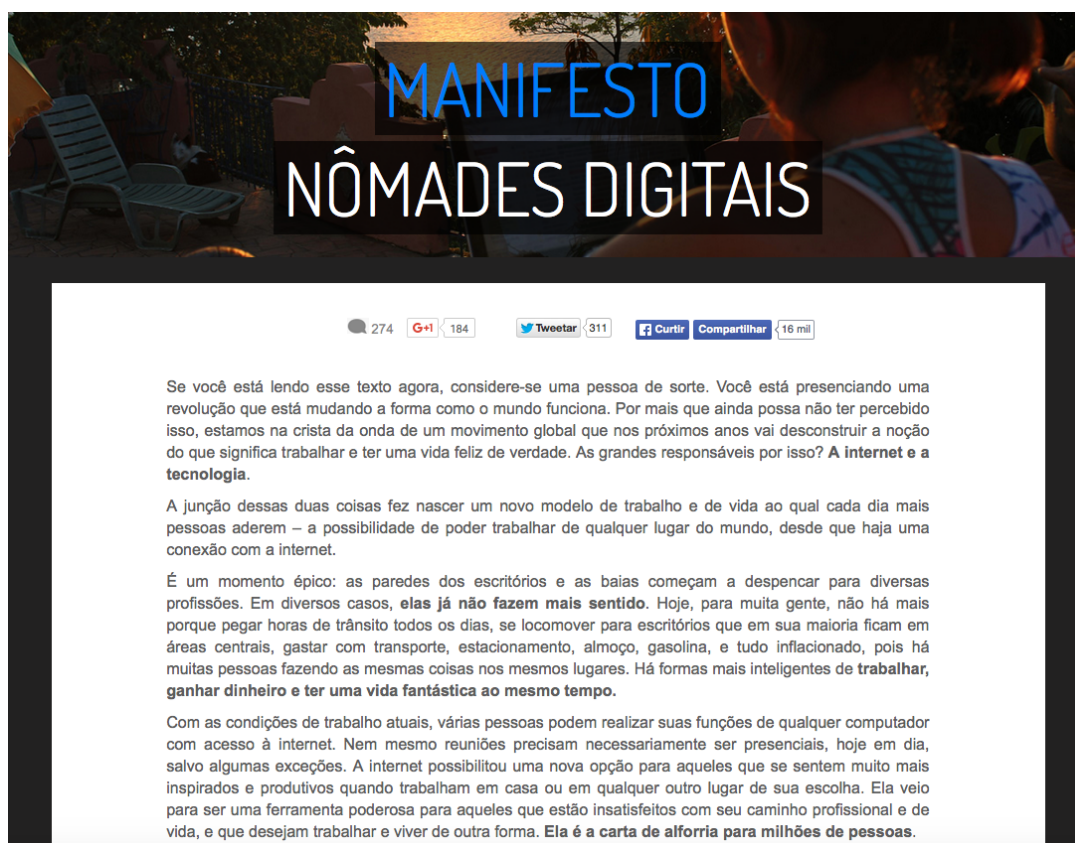 MANIFESTO
NÔMADES DIGITAIS
274 G+1 184 Tweetar 311 Curtir Compartilhar 16 mil
Se você está lendo esse texto agora, considere-se uma pessoa de sorte. Você está presenciando uma
revolução que está mudando a forma como o mundo funciona. Por mais que ainda possa não ter percebido
isso, estamos na crista da onda de um movimento global que nos próximos anos vai desconstruir a noção
do que significa trabalhar e ter uma vida feliz de verdade. As grandes responsáveis por isso? A internet e a
tecnologia.
A junção dessas duas coisas fez nascer um novo modelo de trabalho e de vida ao qual cada dia mais
pessoas aderem – a possibilidade de poder trabalhar de qualquer lugar do mundo, desde que haja uma
conexão com a internet.
É um momento épico: as paredes dos escritórios e as baias começam a despencar para diversas
profissões. Em diversos casos, elas já não fazem mais sentido. Hoje, para muita gente, não há mais
porque pegar horas de trânsito todos os dias, se locomover para escritórios que em sua maioria ficam em
áreas centrais, gastar com transporte, estacionamento, almoço, gasolina, e tudo inflacionado, pois há
muitas pessoas fazendo as mesmas coisas nos mesmos lugares. Há formas mais inteligentes de trabalhar,
ganhar dinheiro e ter uma vida fantástica ao mesmo tempo.
Com as condições de trabalho atuais, várias pessoas podem realizar suas funções de qualquer computador
com acesso à internet. Nem mesmo reuniões precisam necessariamente ser presenciais, hoje em dia,
salvo algumas exceções. A internet possibilitou uma nova opção para aqueles que se sentem muito mais
inspirados e produtivos quando trabalham em casa ou em qualquer outro lugar de sua escolha. Ela veio
para ser uma ferramenta poderosa para aqueles que estão insatisfeitos com seu caminho profissional e de
vida, e que desejam trabalhar e viver de outra forma. Ela é a carta de alforria para milhões de pessoas.